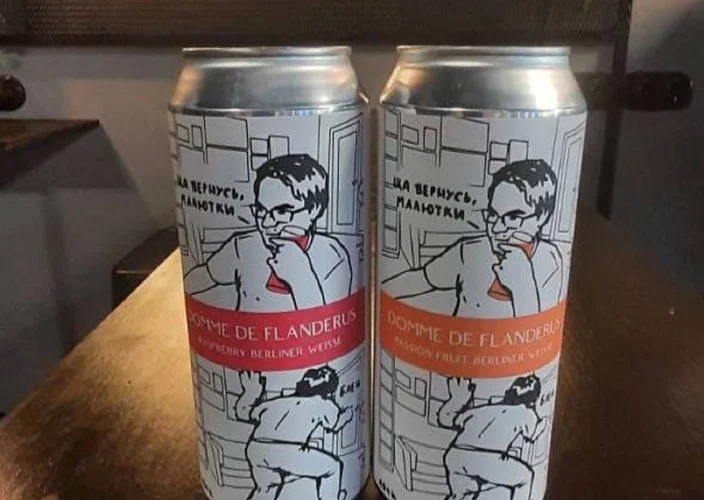 ЩА ВЕРНУСЬ,
МАЛЮТКИ
DOMME DE FLANDERUS
RASPBERRY BERLINER WEISSE
ЩА ВЕРНУСЬ,
МАЛЮТКИ
DOMME DE FLANDERUS
PASSION FRUIT BERLINER WEISSE